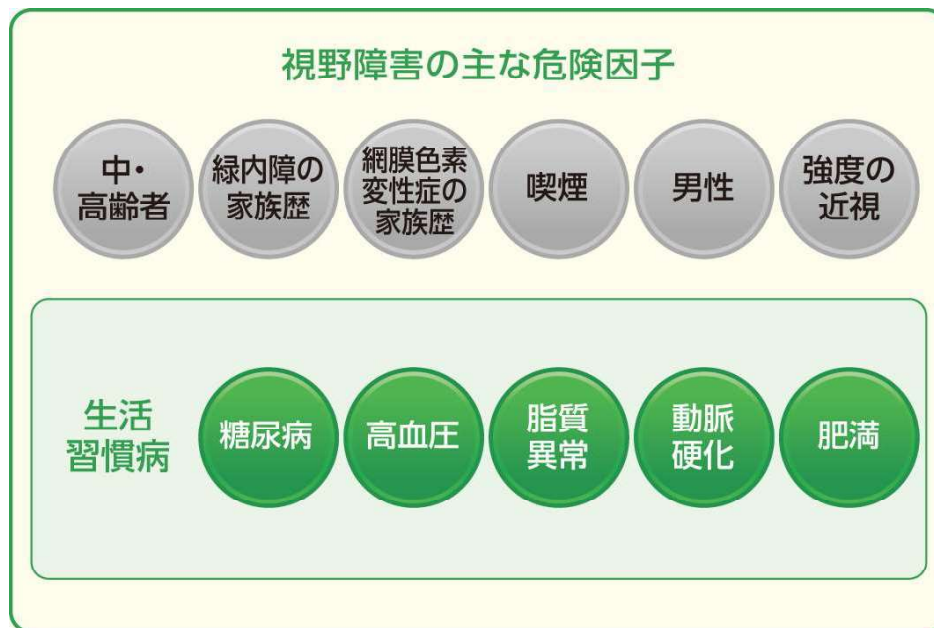 視野障害の主な危険因子
中・
高齢者
緑内障の
家族歴
網膜色素
変性症の
家族歴
喫煙
男性
強度の
近視
生活
習慣病
糖尿病
高血圧
脂質
異常
動脈
硬化
肥満